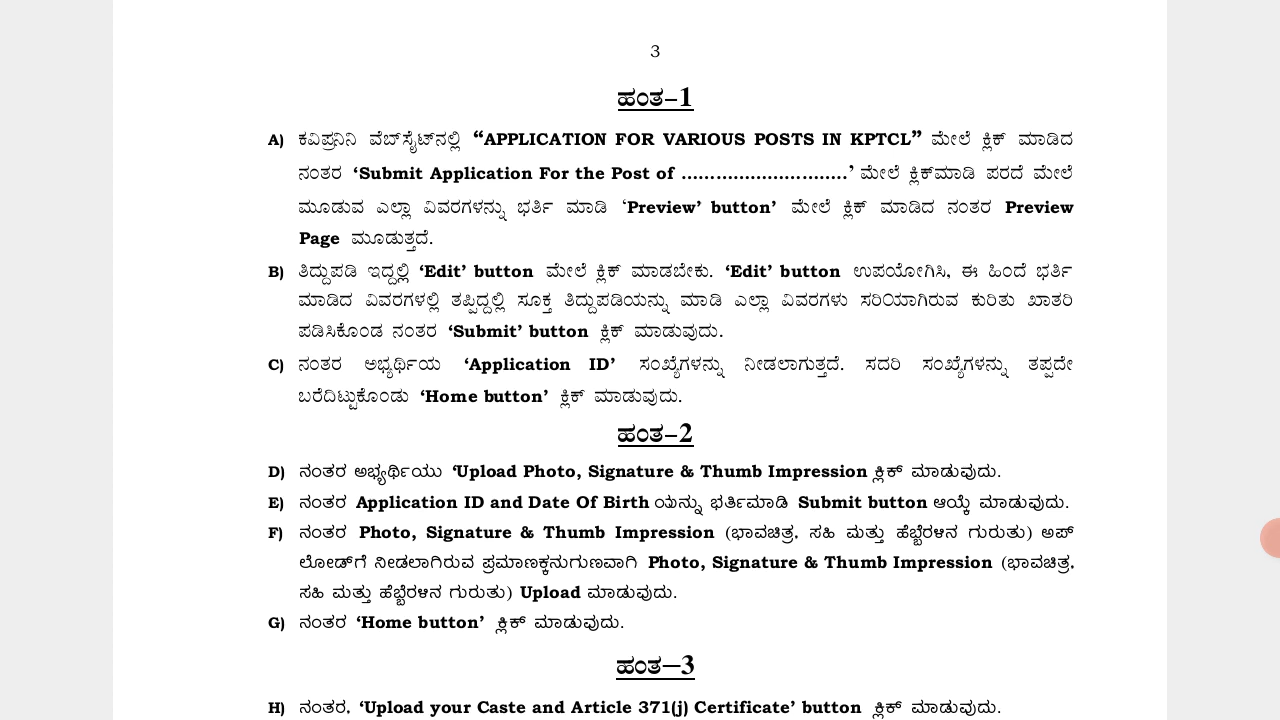 3
ಹಂತ-1
A) ಕವಿಪ್ರನಿನಿ ವೆಬ್‌ಸೈಟ್‌ನಲ್ಲಿ “APPLICATION FOR VARIOUS POSTS IN KPTCL” ಮೇಲೆ ಕ್ಲಿಕ್ ಮಾಡಿದ
ನಂತರ ‘Submit Application For the Post of .............................’ ಮೇಲೆ ಕ್ಲಿಕ್‌ಮಾಡಿ ಪರದೆ ಮೇಲೆ
ಮೂಡುವ ಎಲ್ಲಾ ವಿವರಗಳನ್ನು ಭರ್ತಿ ಮಾಡಿ ‘Preview’ button’ ಮೇಲೆ ಕ್ಲಿಕ್ ಮಾಡಿದ ನಂತರ Preview
Page ಮೂಡುತ್ತದೆ.
B) ತಿದ್ದುಪಡಿ ಇದ್ದಲ್ಲಿ ‘Edit’ button ಮೇಲೆ ಕ್ಲಿಕ್ ಮಾಡಬೇಕು. ‘Edit’ button ಉಪಯೋಗಿಸಿ, ಈ ಹಿಂದೆ ಭರ್ತಿ
ಮಾಡಿದ ವಿವರಗಳಲ್ಲಿ ತಪ್ಪಿದ್ದಲ್ಲಿ ಸೂಕ್ತ ತಿದ್ದುಪಡಿಯನ್ನು ಮಾಡಿ ಎಲ್ಲಾ ವಿವರಗಳು ಸರಿಯಾಗಿರುವ ಕುರಿತು ಖಾತರಿ
ಪಡಿಸಿಕೊಂಡ ನಂತರ ‘Submit’ button ಕ್ಲಿಕ್ ಮಾಡುವುದು.
C) ನಂತರ ಅಭ್ಯರ್ಥಿಯ ‘Application ID’ ಸಂಖ್ಯೆಗಳನ್ನು ನೀಡಲಾಗುತ್ತದೆ. ಸದರಿ ಸಂಖ್ಯೆಗಳನ್ನು ತಪ್ಪದೇ
ಬರೆದಿಟ್ಟುಕೊಂಡು ‘Home button’ ಕ್ಲಿಕ್ ಮಾಡುವುದು.
ಹಂತ-2
D) ನಂತರ ಅಭ್ಯರ್ಥಿಯು ‘Upload Photo, Signature & Thumb Impression ಕ್ಲಿಕ್ ಮಾಡುವುದು.
E) ನಂತರ Application ID and Date Of Birth ಯನ್ನು ಭರ್ತಿಮಾಡಿ Submit button ಆಯ್ಕೆ ಮಾಡುವುದು.
F) ನಂತರ Photo, Signature & Thumb Impression (ಭಾವಚಿತ್ರ, ಸಹಿ ಮತ್ತು ಹೆಬ್ಬೆರಳಿನ ಗುರುತು) ಅಪ್
ಲೋಡ್‌ಗೆ ನೀಡಲಾಗಿರುವ ಪ್ರಮಾಣಕ್ಕನುಗುಣವಾಗಿ Photo, Signature & Thumb Impression (ಭಾವಚಿತ್ರ,
ಸಹಿ ಮತ್ತು ಹೆಬ್ಬೆರಳಿನ ಗುರುತು) Upload ಮಾಡುವುದು.
G) ನಂತರ ‘Home button’ ಕ್ಲಿಕ್ ಮಾಡುವುದು.
ಹಂತ–3
H) ನಂತರ, ‘Upload your Caste and Article 371(j) Certificate’ button ಕ್ಲಿಕ್ ಮಾಡುವುದು.